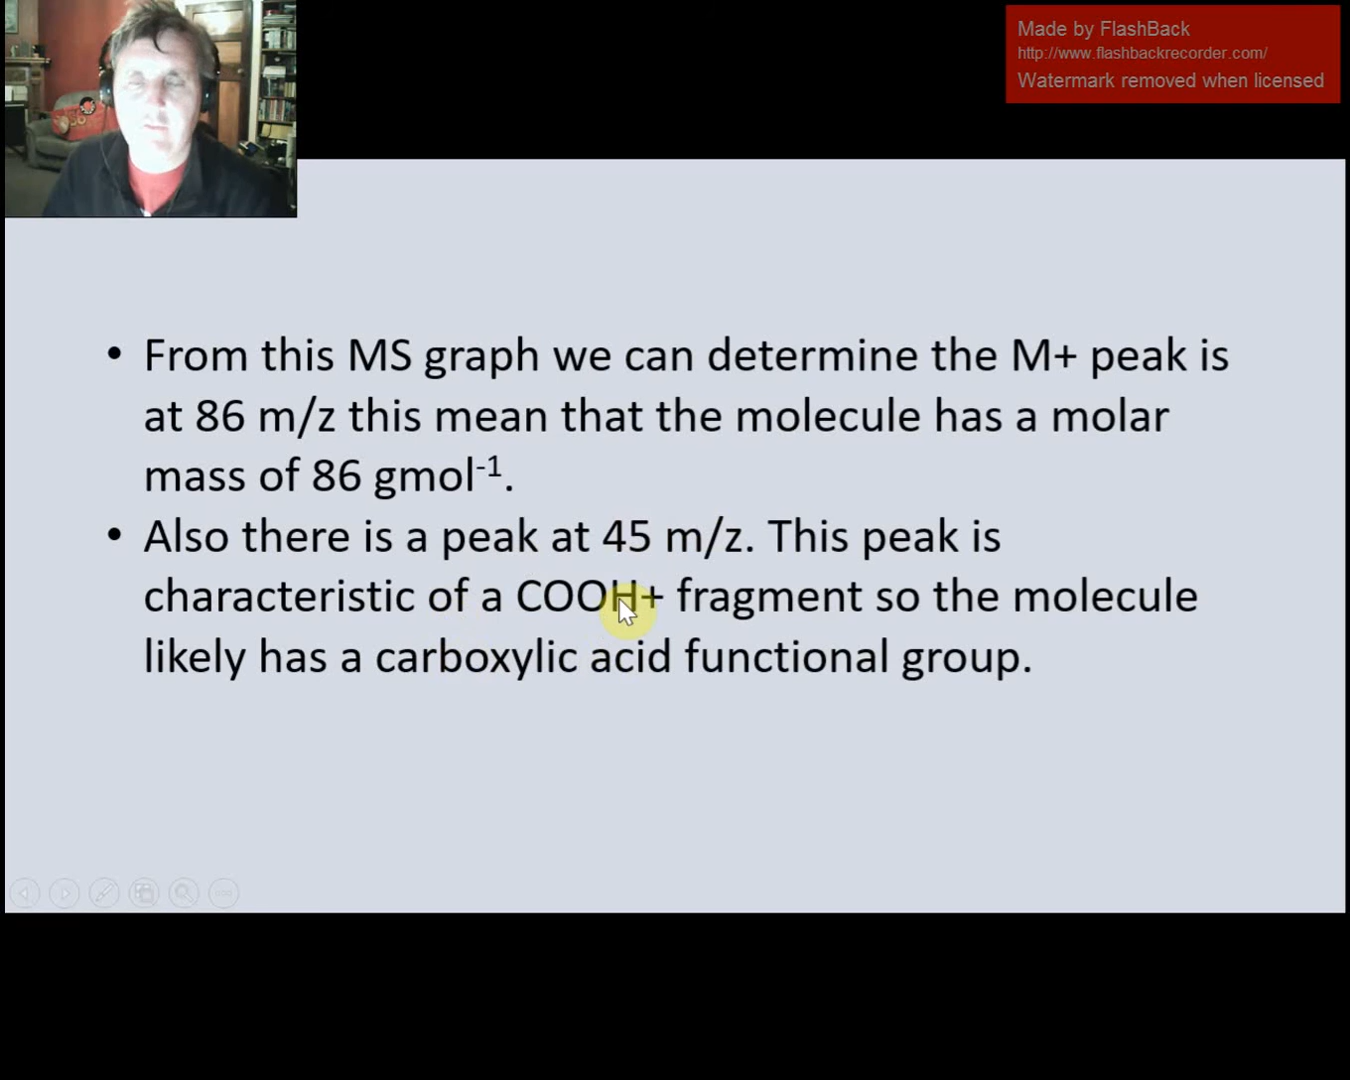 Made by FlashBack
http://www.flashbackrecorder.com/
Watermark removed when licensed
• From this MS graph we can determine the M+ peak is
at 86 m/z this mean that the molecule has a molar
mass of 86 gmol⁻¹.
• Also there is a peak at 45 m/z. This peak is
characteristic of a COOH+ fragment so the molecule
likely has a carboxylic acid functional group.